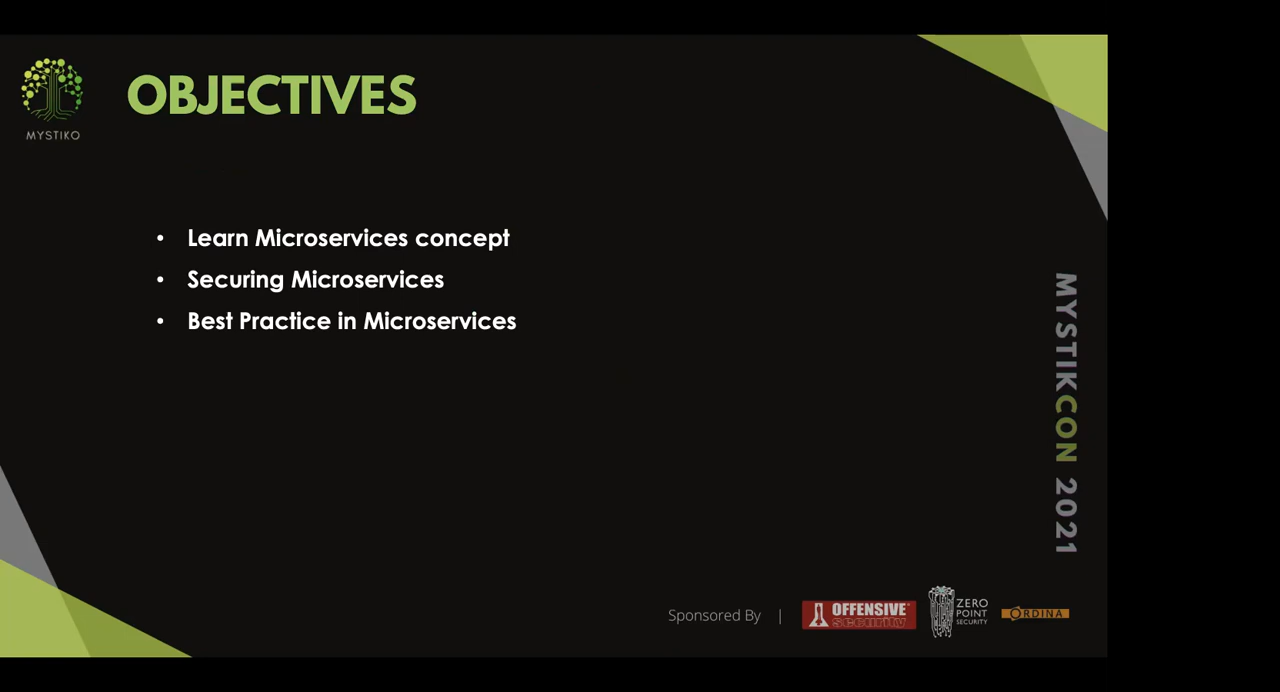 MYSTIKO
OBJECTIVES
• Learn Microservices concept
• Securing Microservices
• Best Practice in Microservices
MYSTIKCON 2021
Sponsored By |
OFFENSIVE
security
ZERO
POINT
SECURITY
ORDINA